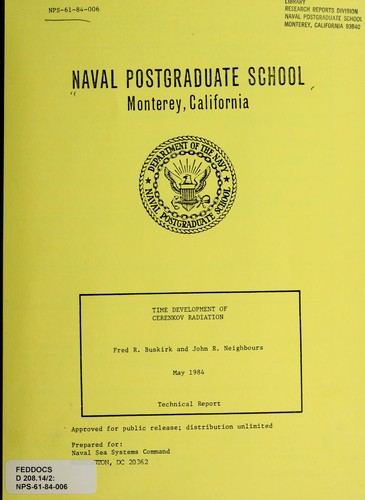 NPS-61-84-006
LIBRARY
RESEARCH REPORTS DIVISION
NAVAL POSTGRADUATE SCHOOL
MONTEREY, CALIFORNIA 93940
NAVAL POSTGRADUATE SCHOOL
Monterey, California
DEPARTMENT OF THE NAVY
NAVAL POSTGRADUATE SCHOOL
TIME DEVELOPMENT OF
CERENKOV RADIATION
Fred R. Buskirk and John R. Neighbours
May 1984
Technical Report
Approved for public release; distribution unlimited
Prepared for:
Naval Sea Systems Command
DC 20362
FEDDOCS
D 208.14/2:
NPS-61-84-006